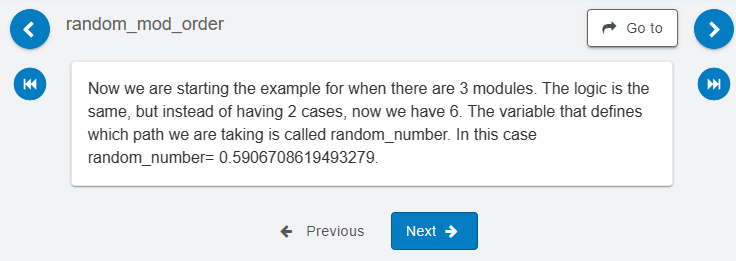 random_mod_order
Go to
Now we are starting the example for when there are 3 modules. The logic is the
same, but instead of having 2 cases, now we have 6. The variable that defines
which path we are taking is called random_number. In this case
random_number= 0.5906708619493279.
Previous
Next